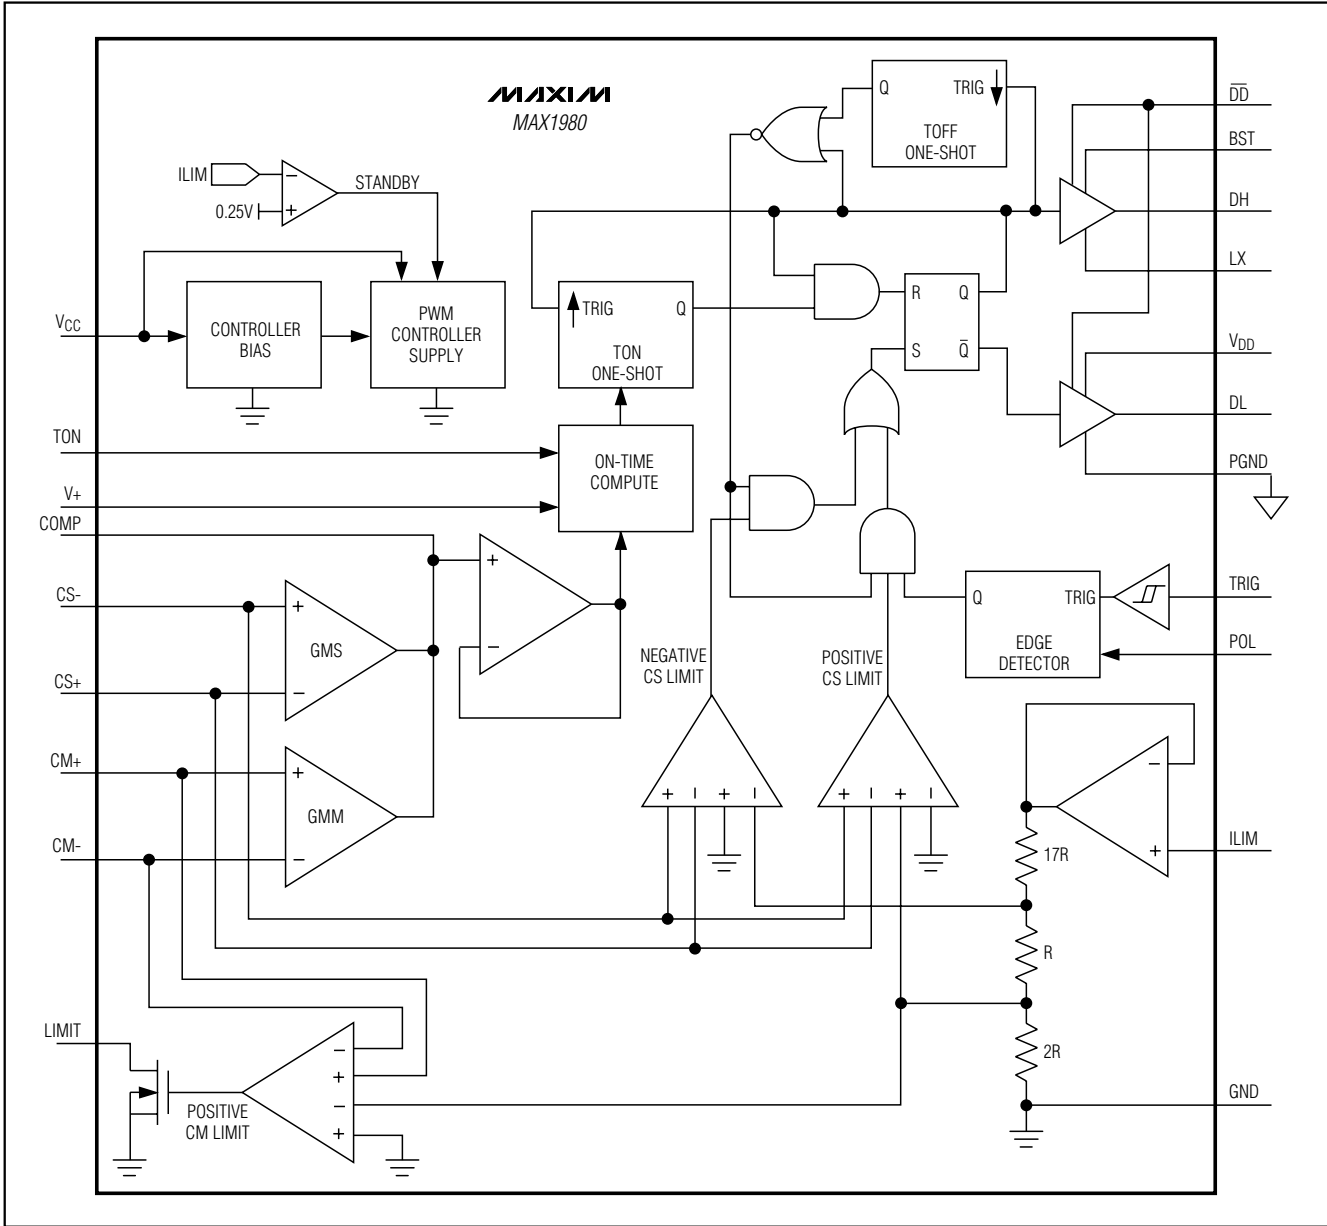 MAXIM
MAX1980
Q
TRIG
TOFF
ONE-SHOT
DD
BST
DH
LX
ILIM
−
STANDBY
0.25V
+
VCC
CONTROLLER
BIAS
PWM
CONTROLLER
SUPPLY
TRIG
Q
TON
ONE-SHOT
R
Q
S
Q
VDD
DL
PGND
TON
V+
ON-TIME
COMPUTE
COMP
+
−
CS-
+
GMS
−
CS+
CM+
+
GMM
−
CM-
Q
TRIG
EDGE
DETECTOR
TRIG
POL
NEGATIVE
CS LIMIT
POSITIVE
CS LIMIT
+ − + −
+ − + −
−
+
ILIM
17R
R
2R
GND
LIMIT
−
+
−
+
POSITIVE
CM LIMIT